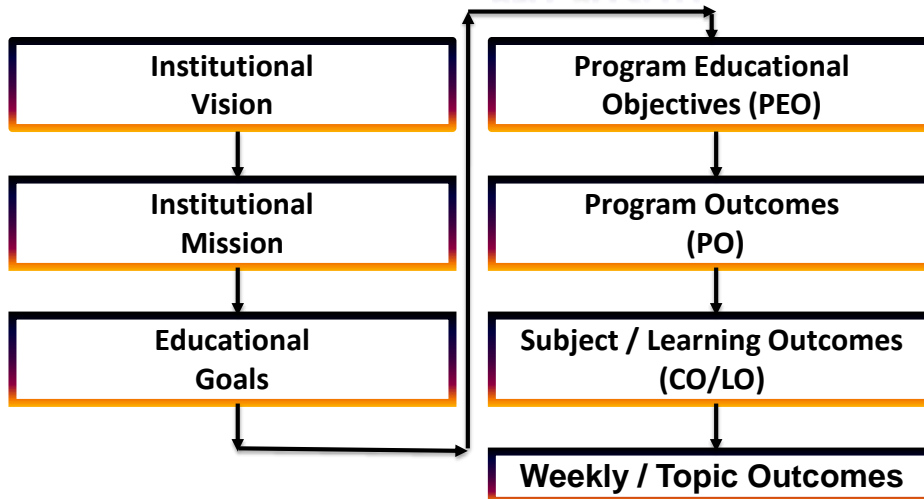 Institutional
Vision
Institutional
Mission
Educational
Goals
Program Educational
Objectives (PEO)
Program Outcomes
(PO)
Subject / Learning Outcomes
(CO/LO)
Weekly / Topic Outcomes